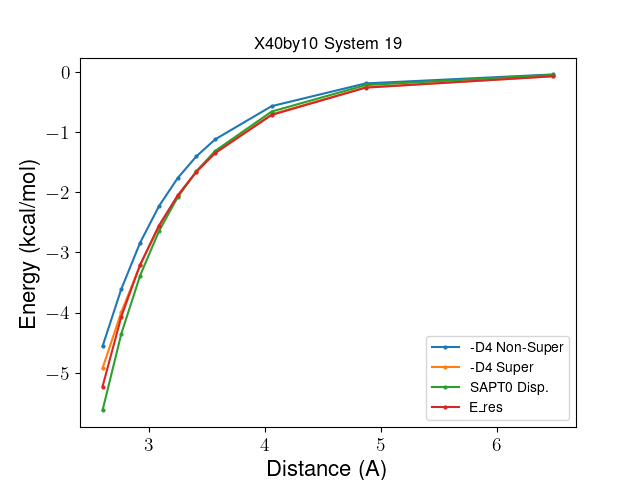 X40by10 System 19
0
−1
−2
−3
−4
−5
Energy (kcal/mol)
3
4
5
6
Distance (A)
-D4 Non-Super
-D4 Super
SAPT0 Disp.
E_res